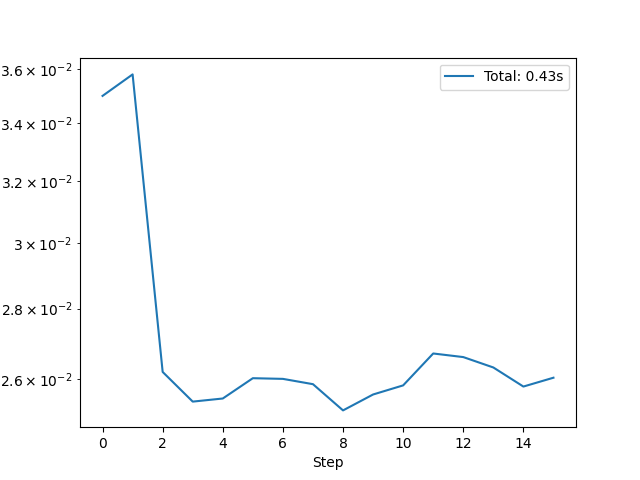 3.6 × 10⁻²
3.4 × 10⁻²
3.2 × 10⁻²
3 × 10⁻²
2.8 × 10⁻²
2.6 × 10⁻²
Total: 0.43s
0 2 4 6 8 10 12 14
Step